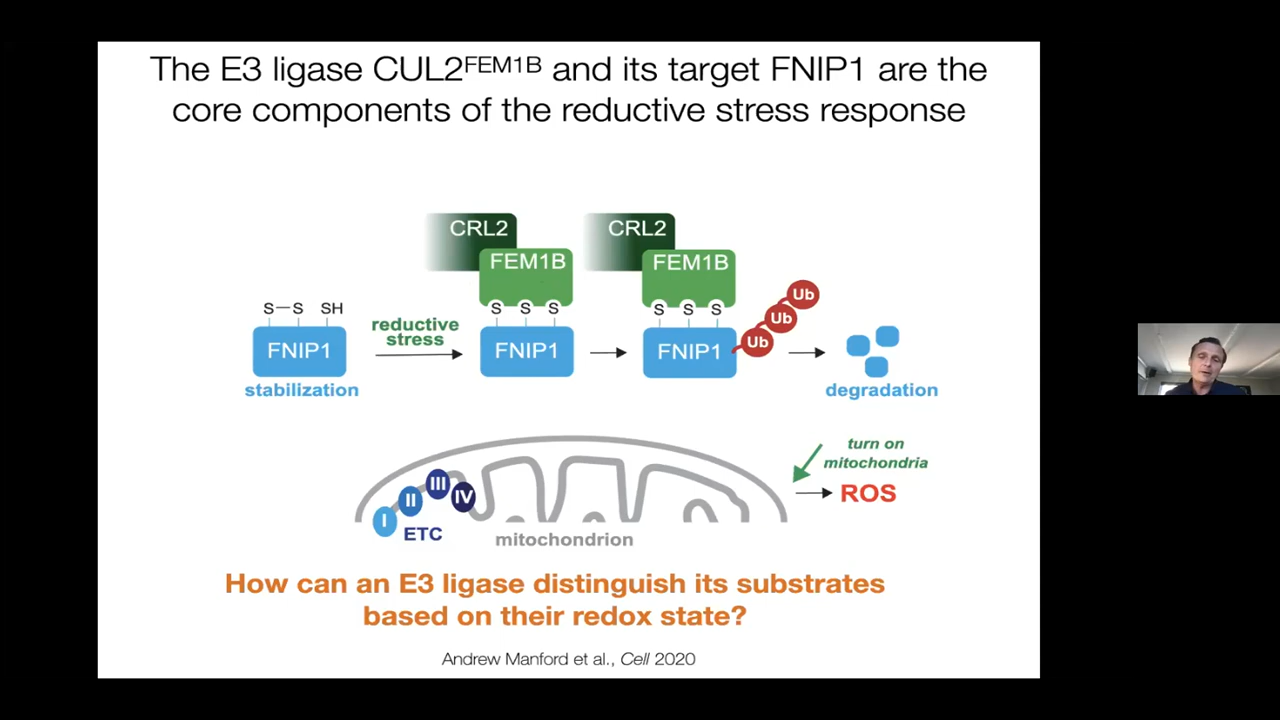 The E3 ligase CUL2FEM1B and its target FNIP1 are the
core components of the reductive stress response
CRL2
CRL2
FEM1B
FEM1B
S–S SH
reductive
stress
S S S
S S S
Ub
Ub
Ub
FNIP1
FNIP1
FNIP1
stabilization
degradation
turn on
mitochondria
ROS
I
II
III
IV
ETC
mitochondrion
How can an E3 ligase distinguish its substrates
based on their redox state?
Andrew Manford et al., Cell 2020